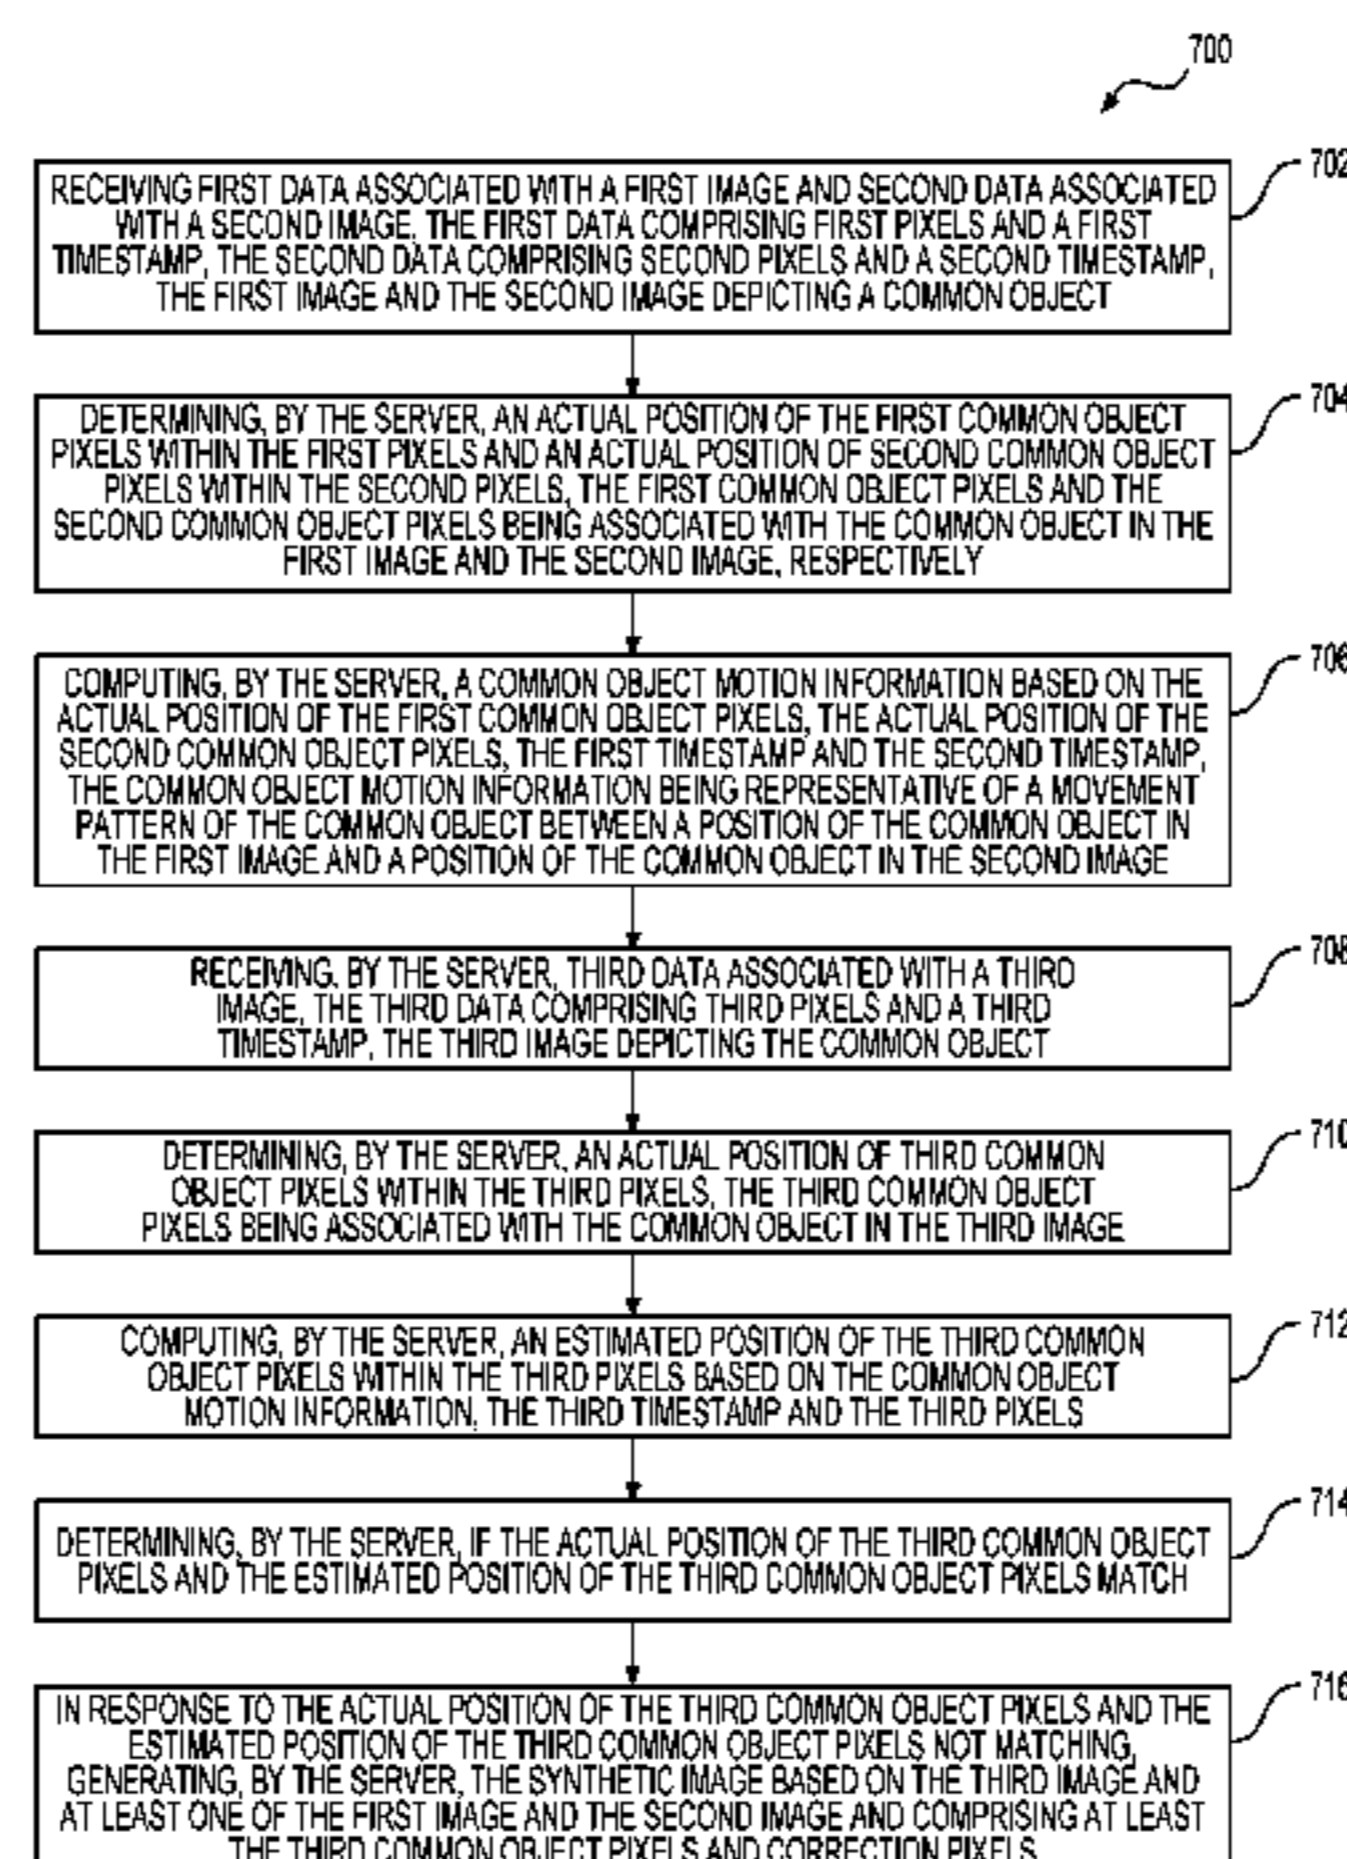 700
702
RECEIVING FIRST DATA ASSOCIATED WITH A FIRST IMAGE AND SECOND DATA ASSOCIATED
WITH A SECOND IMAGE, THE FIRST DATA COMPRISING FIRST PIXELS AND A FIRST
TIMESTAMP, THE SECOND DATA COMPRISING SECOND PIXELS AND A SECOND TIMESTAMP,
THE FIRST IMAGE AND THE SECOND IMAGE DEPICTING A COMMON OBJECT
704
DETERMINING, BY THE SERVER, AN ACTUAL POSITION OF THE FIRST COMMON OBJECT
PIXELS WITHIN THE FIRST PIXELS AND AN ACTUAL POSITION OF SECOND COMMON OBJECT
PIXELS WITHIN THE SECOND PIXELS, THE FIRST COMMON OBJECT PIXELS AND THE
SECOND COMMON OBJECT PIXELS BEING ASSOCIATED WITH THE COMMON OBJECT IN THE
FIRST IMAGE AND THE SECOND IMAGE, RESPECTIVELY
706
COMPUTING, BY THE SERVER, A COMMON OBJECT MOTION INFORMATION BASED ON THE
ACTUAL POSITION OF THE FIRST COMMON OBJECT PIXELS, THE ACTUAL POSITION OF THE
SECOND COMMON OBJECT PIXELS, THE FIRST TIMESTAMP AND THE SECOND TIMESTAMP,
THE COMMON OBJECT MOTION INFORMATION BEING REPRESENTATIVE OF A MOVEMENT
PATTERN OF THE COMMON OBJECT BETWEEN A POSITION OF THE COMMON OBJECT IN
THE FIRST IMAGE AND A POSITION OF THE COMMON OBJECT IN THE SECOND IMAGE
708
RECEIVING, BY THE SERVER, THIRD DATA ASSOCIATED WITH A THIRD
IMAGE, THE THIRD DATA COMPRISING THIRD PIXELS AND A THIRD
TIMESTAMP, THE THIRD IMAGE DEPICTING THE COMMON OBJECT
710
DETERMINING, BY THE SERVER, AN ACTUAL POSITION OF THIRD COMMON
OBJECT PIXELS WITHIN THE THIRD PIXELS, THE THIRD COMMON OBJECT
PIXELS BEING ASSOCIATED WITH THE COMMON OBJECT IN THE THIRD IMAGE
712
COMPUTING, BY THE SERVER, AN ESTIMATED POSITION OF THE THIRD COMMON
OBJECT PIXELS WITHIN THE THIRD PIXELS BASED ON THE COMMON OBJECT
MOTION INFORMATION, THE THIRD TIMESTAMP AND THE THIRD PIXELS
714
DETERMINING, BY THE SERVER, IF THE ACTUAL POSITION OF THE THIRD COMMON OBJECT
PIXELS AND THE ESTIMATED POSITION OF THE THIRD COMMON OBJECT PIXELS MATCH
716
IN RESPONSE TO THE ACTUAL POSITION OF THE THIRD COMMON OBJECT PIXELS AND THE
ESTIMATED POSITION OF THE THIRD COMMON OBJECT PIXELS NOT MATCHING,
GENERATING, BY THE SERVER, THE SYNTHETIC IMAGE BASED ON THE THIRD IMAGE AND
AT LEAST ONE OF THE FIRST IMAGE AND THE SECOND IMAGE AND COMPRISING AT LEAST
THE THIRD COMMON OBJECT PIXELS AND CORRECTION PIXELS